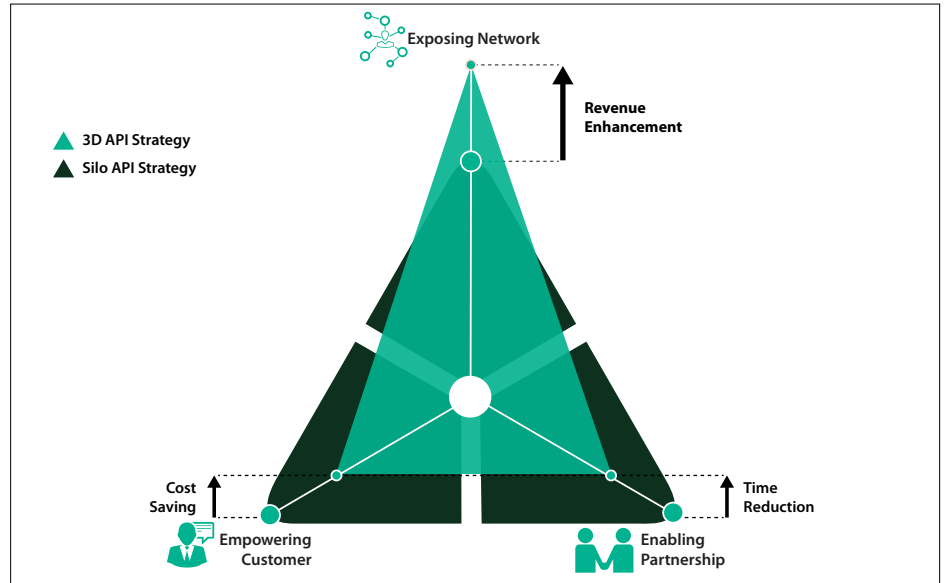 Exposing Network
Revenue
Enhancement
3D API Strategy
Silo API Strategy
Cost
Saving
Time
Reduction
Empowering
Customer
Enabling
Partnership